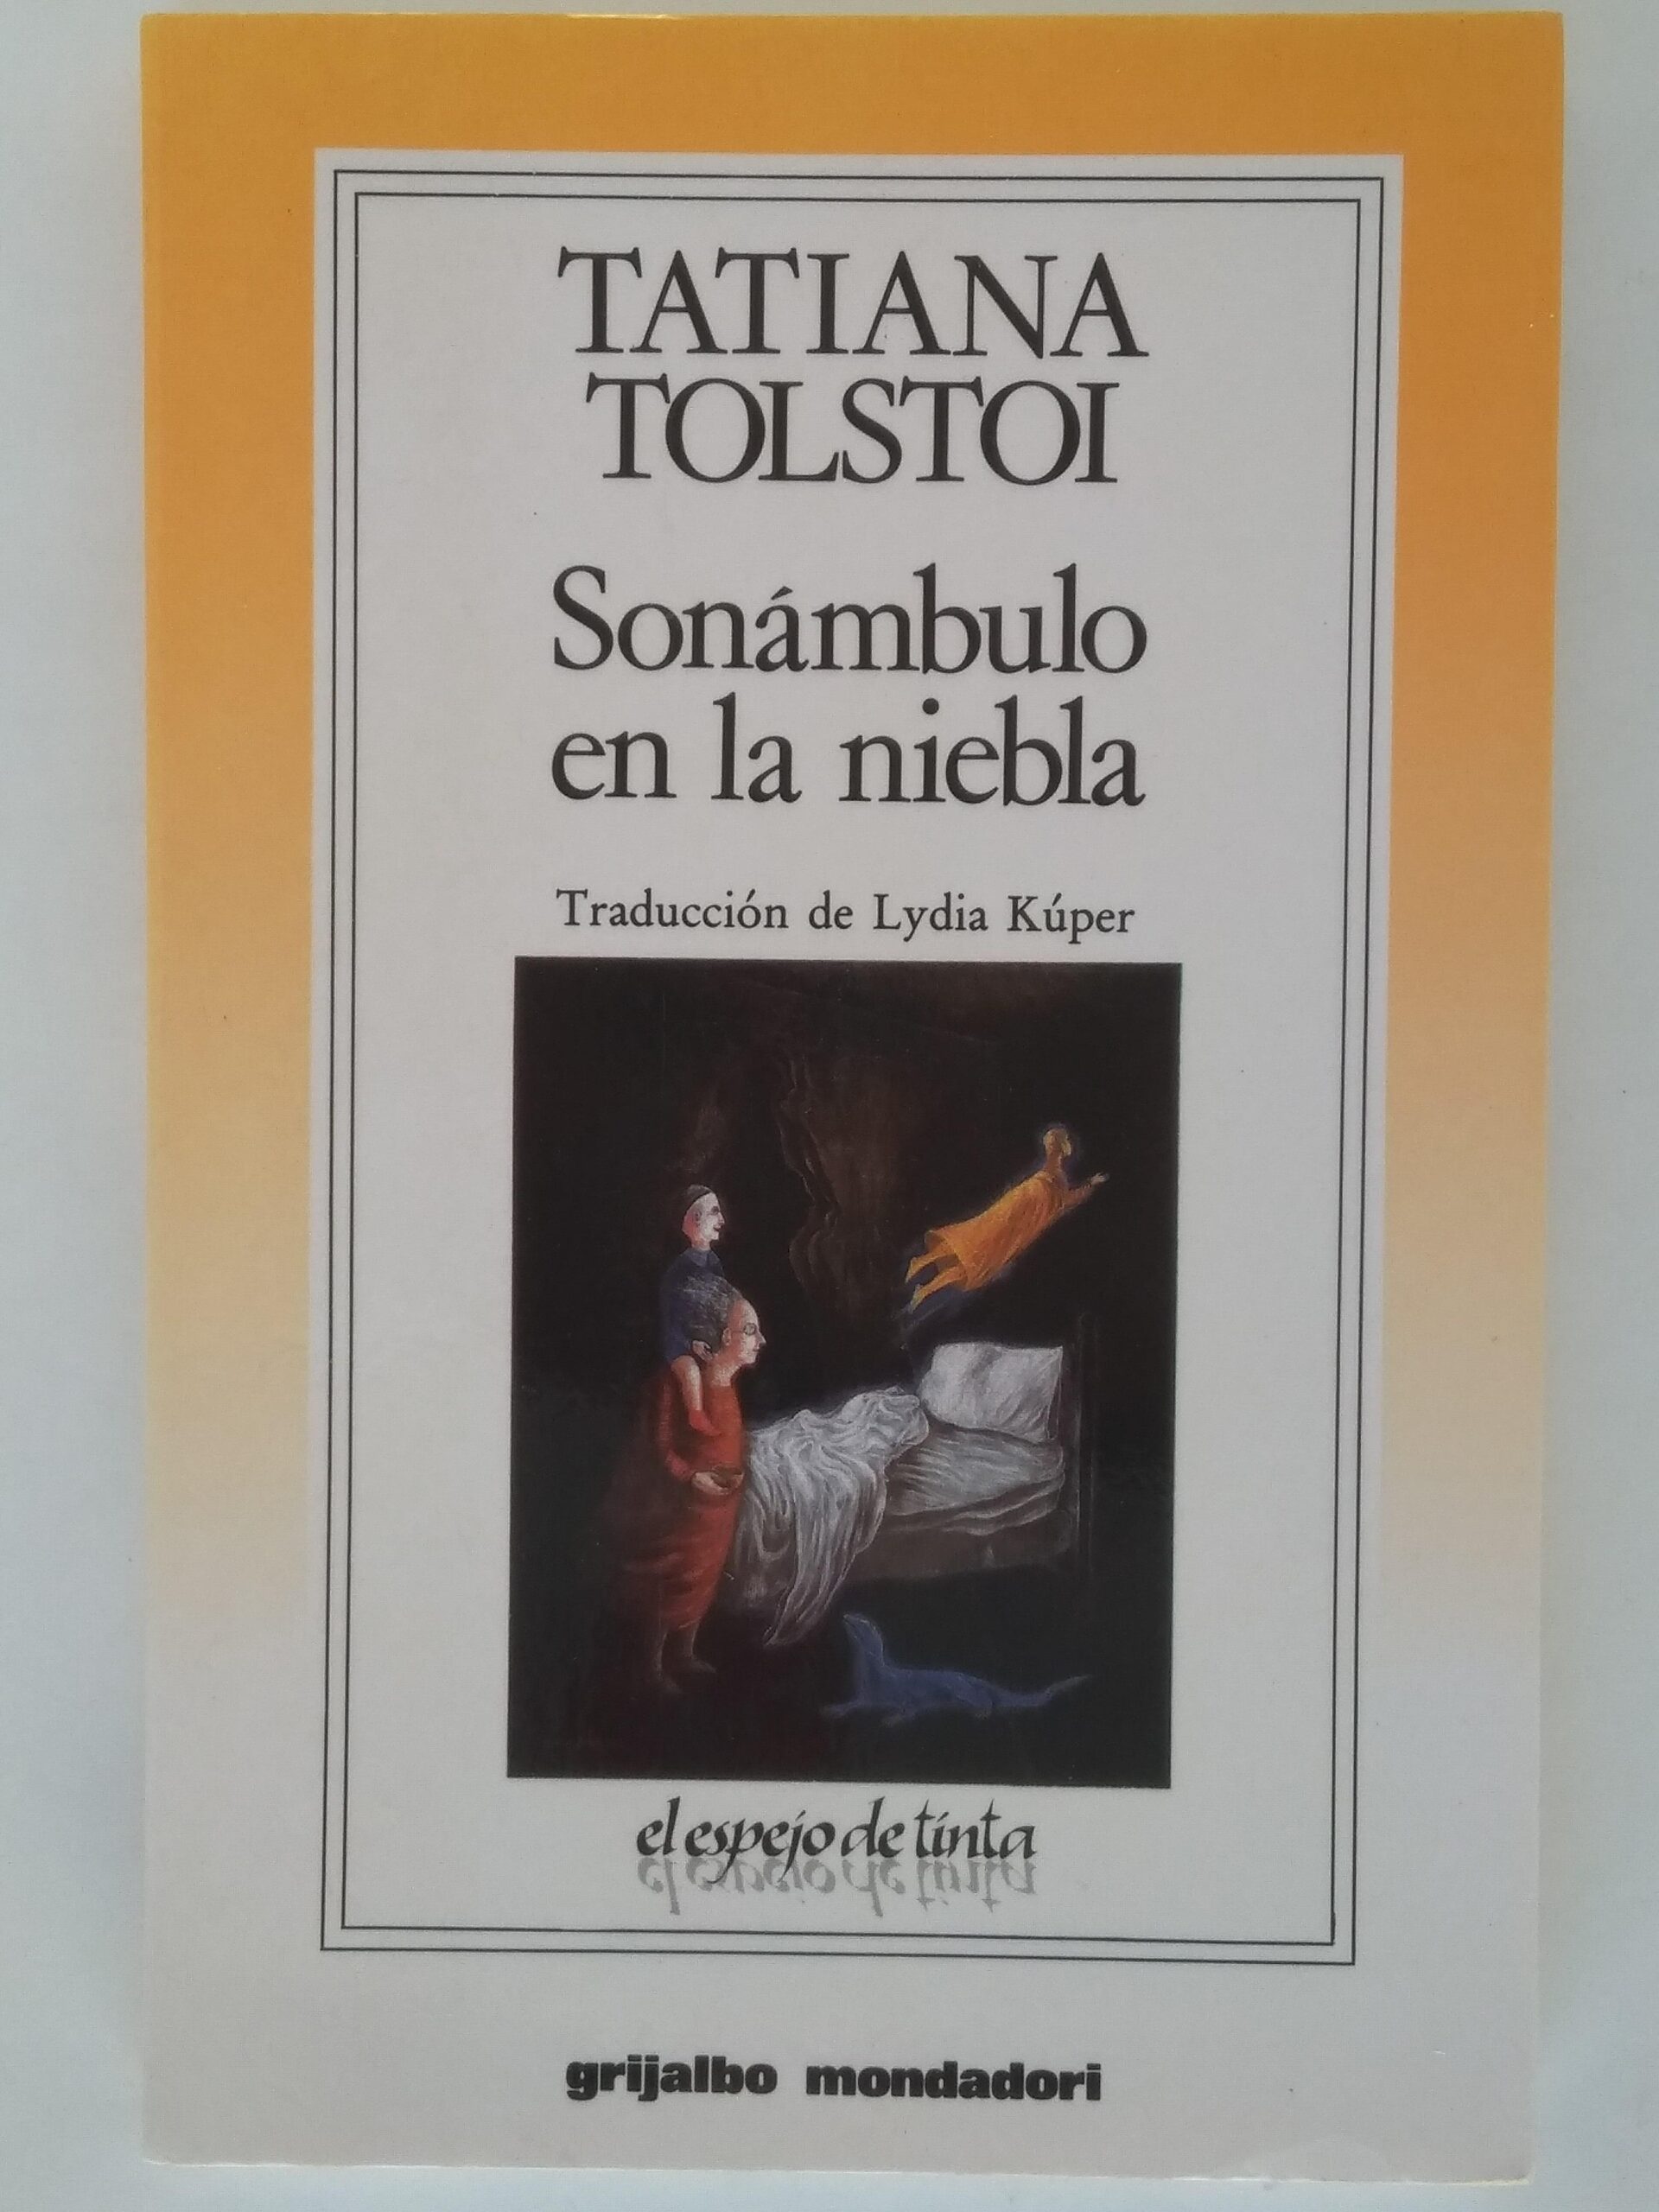 TATIANA
TOLSTOI
Sonámbulo
en la niebla
Traducción de Lydia Kúper
el espejo de tinta
grijalbo mondadori